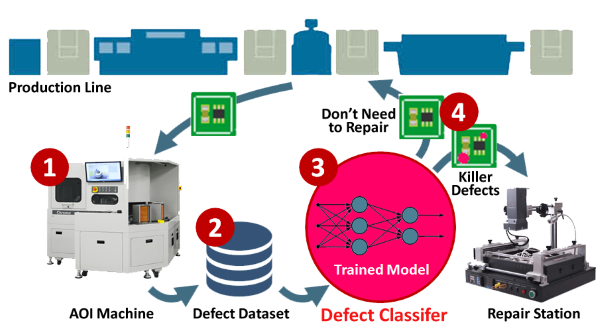 Production Line
Don't Need
to Repair
4
1
3
Killer
Defects
2
Trained Model
AOI Machine
Defect Dataset
Defect Classifer
Repair Station